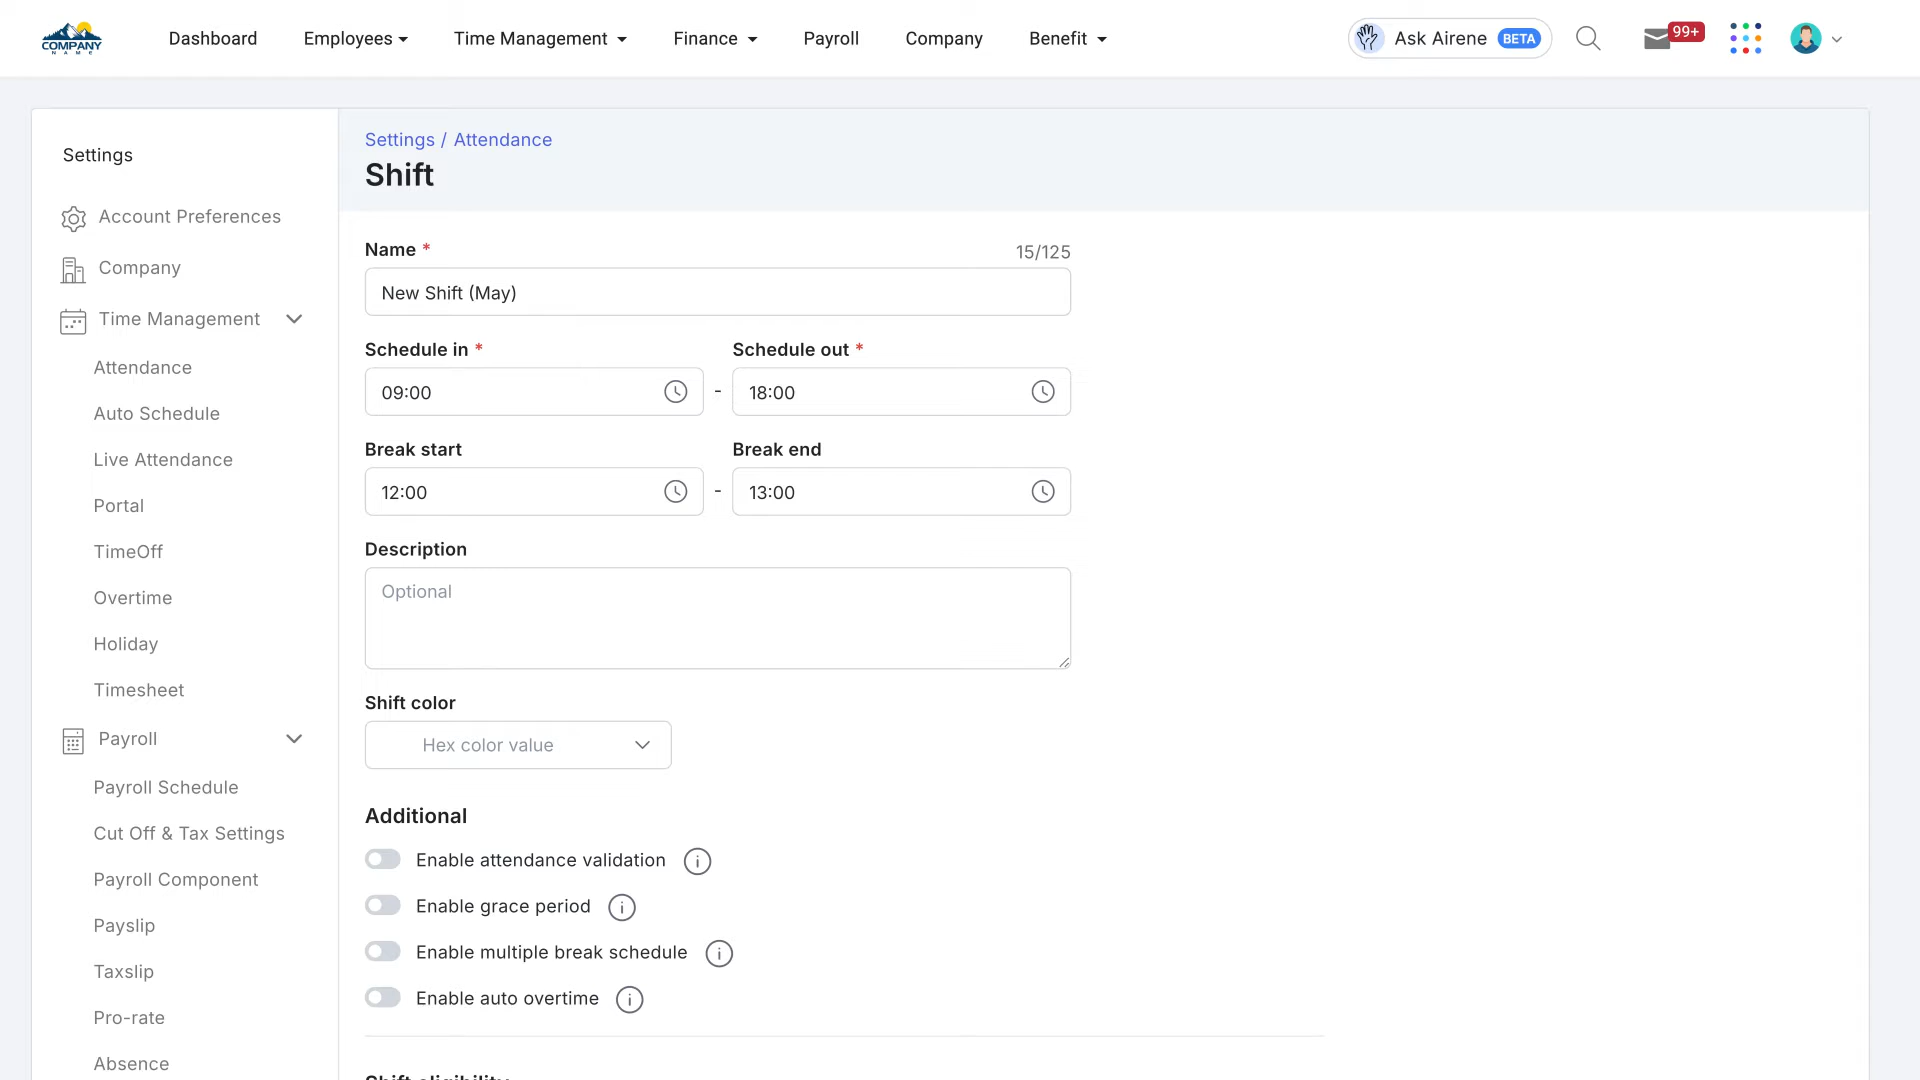 COMPANY
NAME
Dashboard
Employees
Time Management
Finance
Payroll
Company
Benefit
Ask Airene BETA
99+
Settings
Account Preferences
Company
Time Management
Attendance
Auto Schedule
Live Attendance
Portal
TimeOff
Overtime
Holiday
Timesheet
Payroll
Payroll Schedule
Cut Off & Tax Settings
Payroll Component
Payslip
Taxslip
Pro-rate
Absence
Settings / Attendance
Shift
Name *
15/125
New Shift (May)
Schedule in *
Schedule out *
09:00
-
18:00
Break start
Break end
12:00
-
13:00
Description
Optional
Shift color
Hex color value
Additional
Enable attendance validation
Enable grace period
Enable multiple break schedule
Enable auto overtime
Shift eligibility